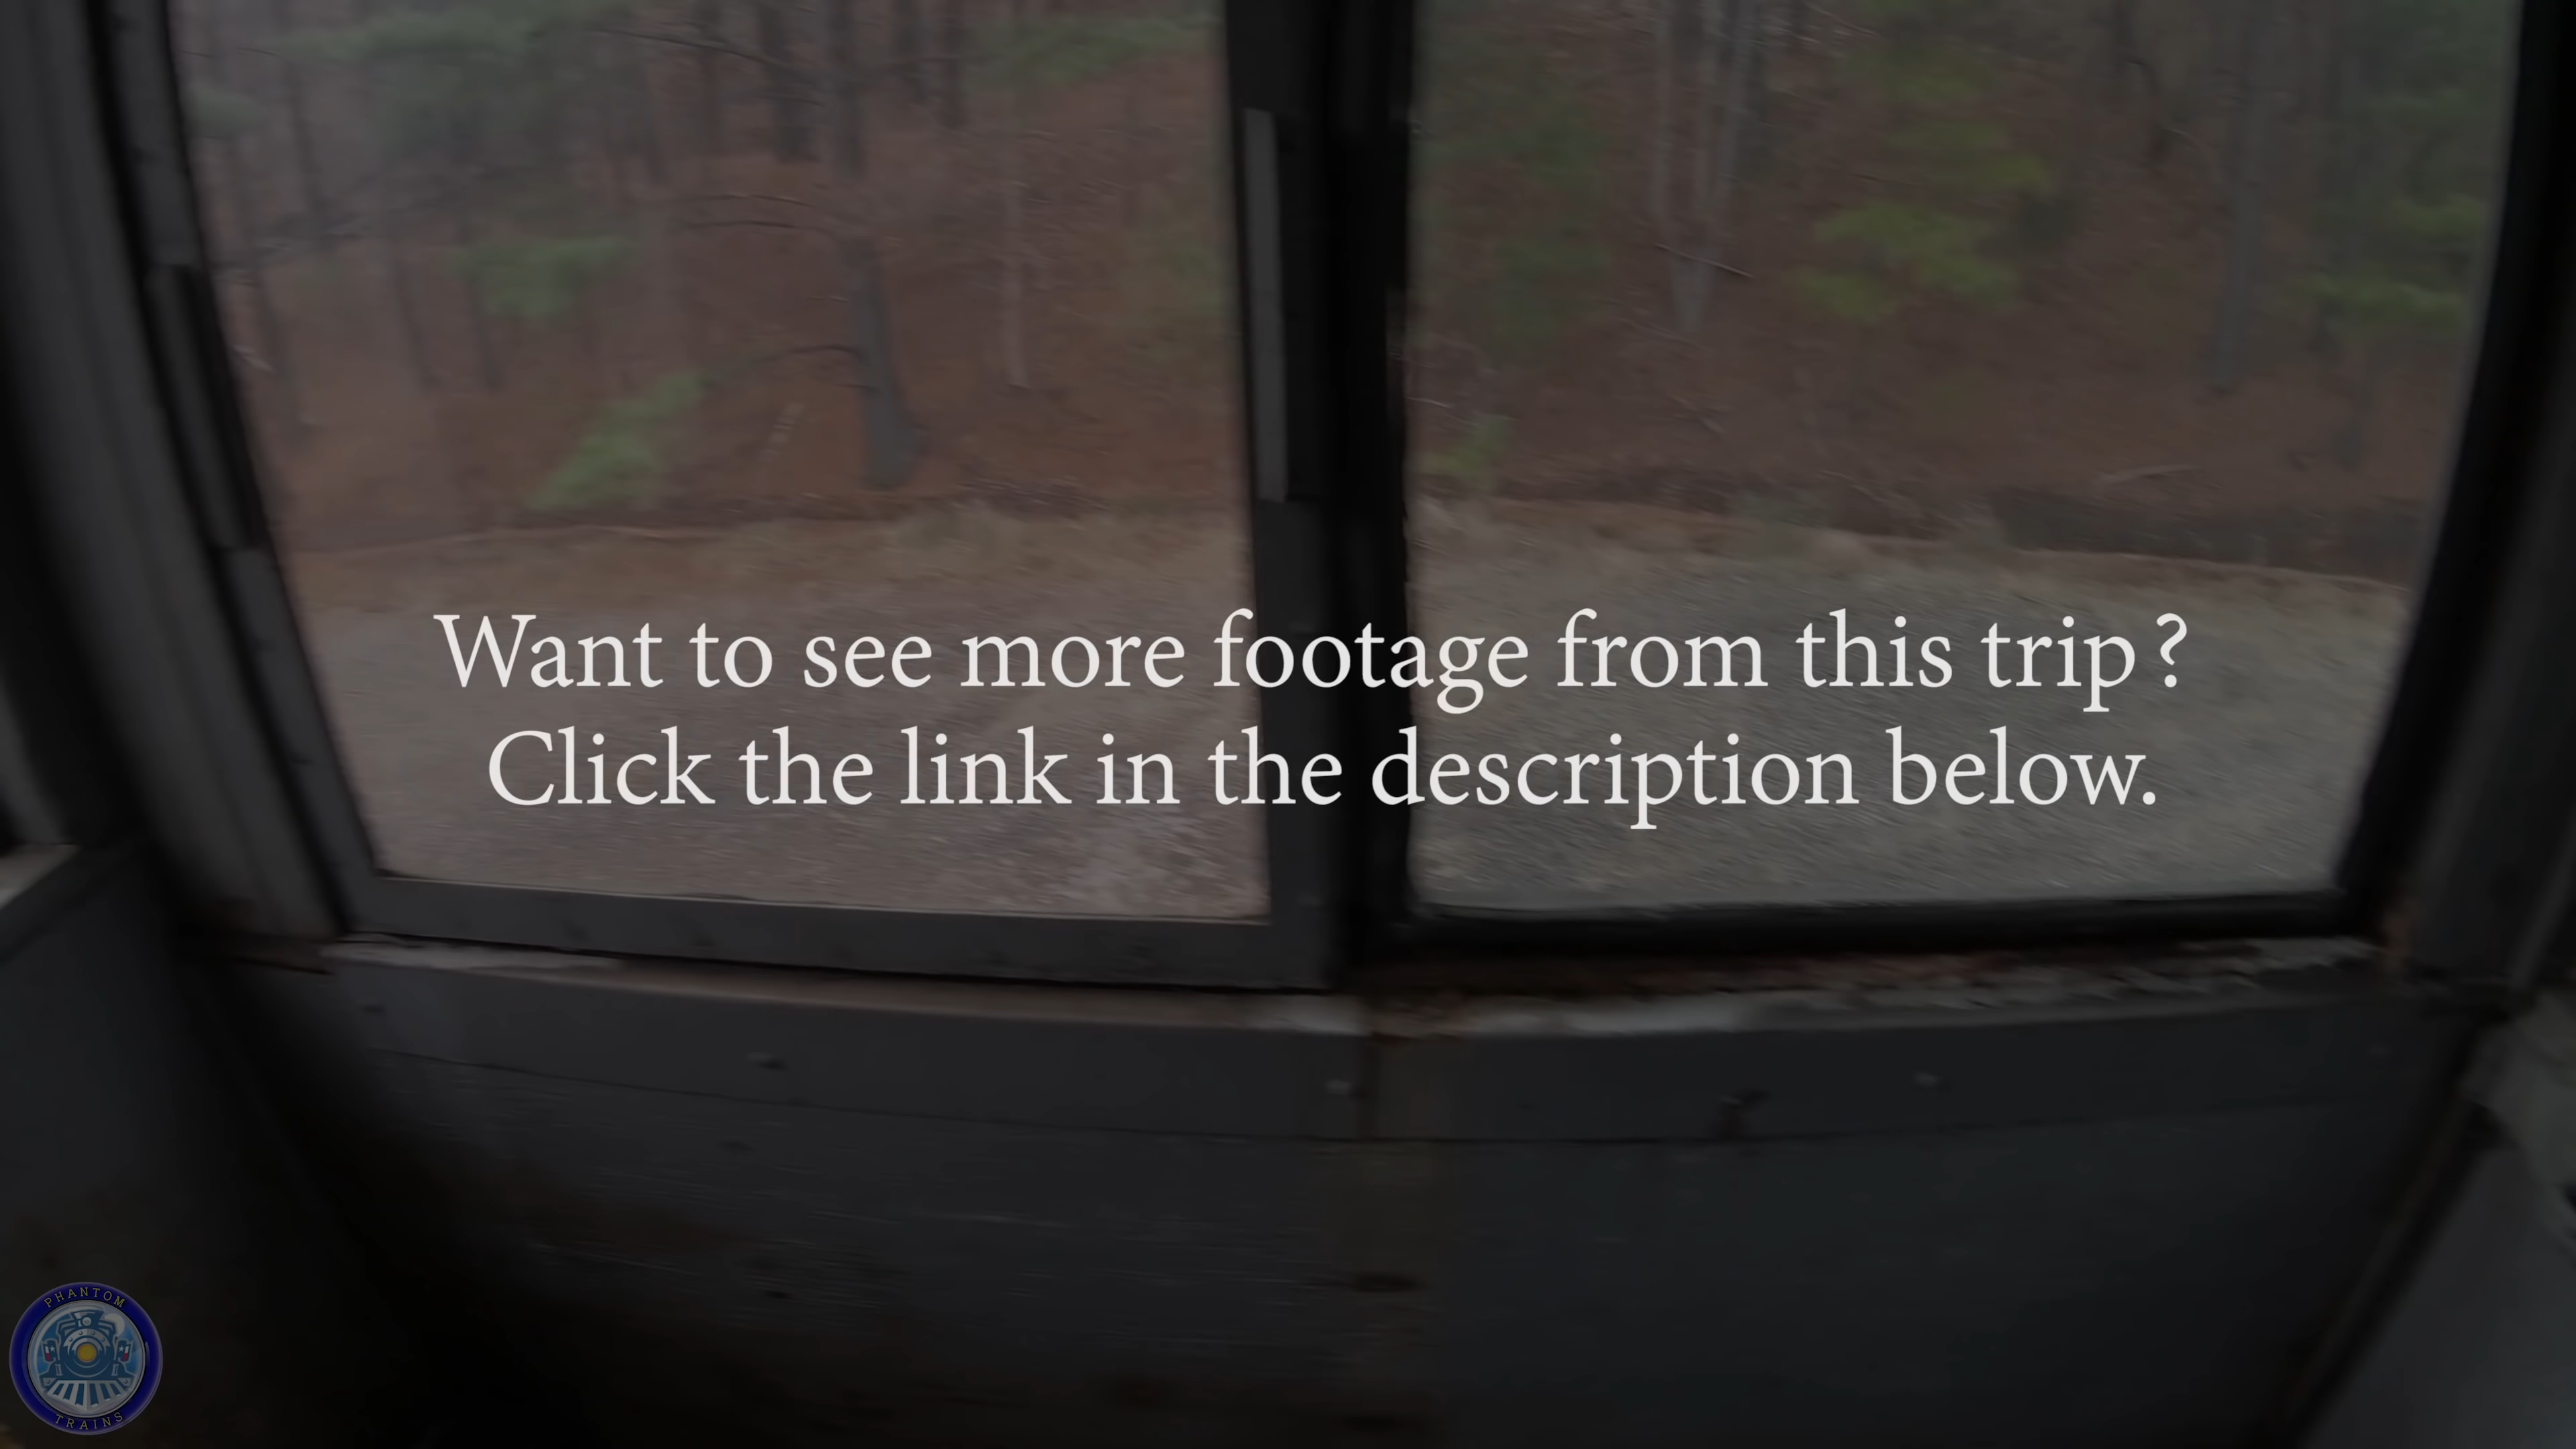 Want to see more footage from this trip?
Click the link in the description below.
PHANTOM
TRAINS